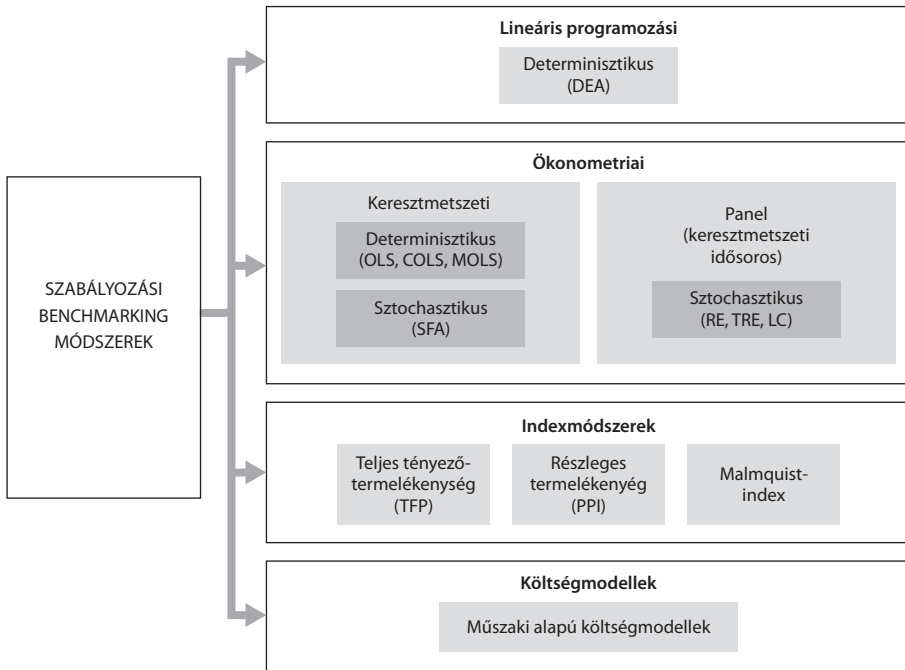 SZABÁLYOZÁSI
BENCHMARKING
MÓDSZEREK
Lineáris programozási
Determinisztikus
(DEA)
Ökonometriai
Keresztmetszeti
Determinisztikus
(OLS, COLS, MOLS)
Sztochasztikus
(SFA)
Panel
(keresztmetszeti
idősoros)
Sztochasztikus
(RE, TRE, LC)
Indexmódszerek
Teljes tényező-
termelékenység
(TFP)
Részleges
termelékenyég
(PPI)
Malmquist-
index
Költségmodellek
Műszaki alapú költségmodellek